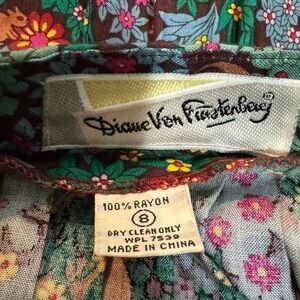 Diane Von Furstenberg ®
100% RAYON
8
DRY CLEAN ONLY
WPL 7539
MADE IN CHINA